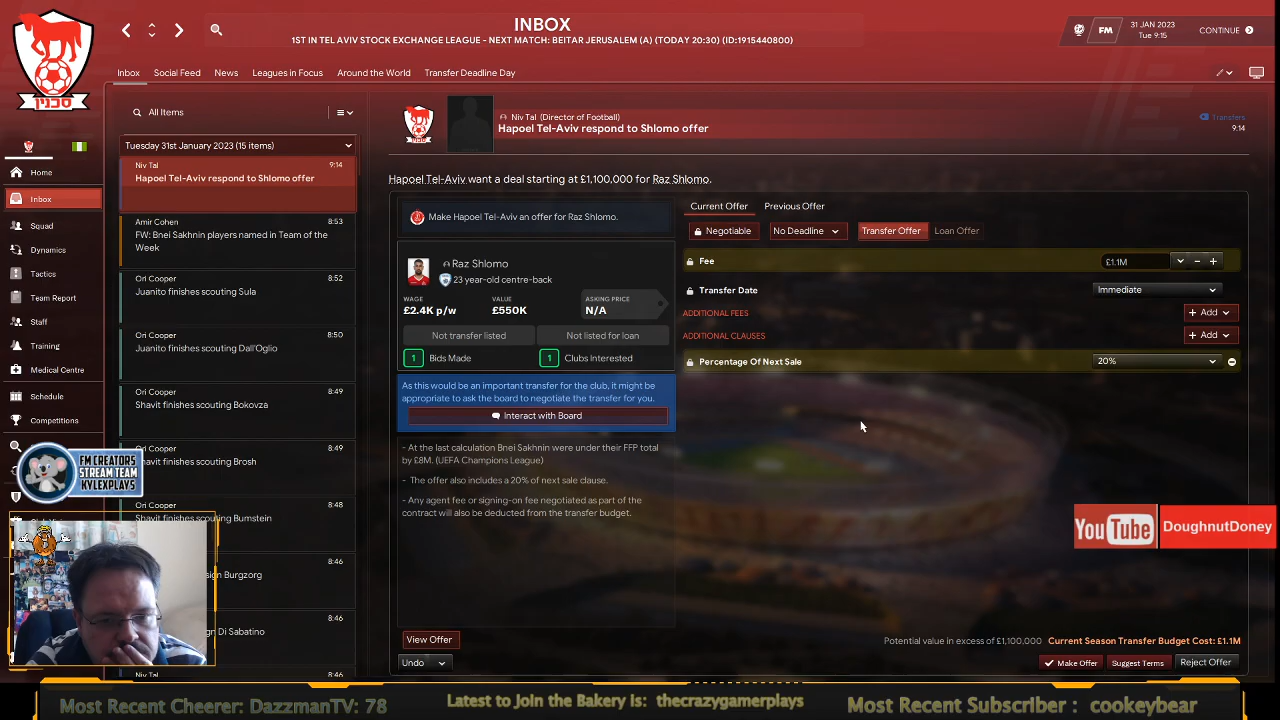 INBOX
1ST IN TEL AVIV STOCK EXCHANGE LEAGUE - NEXT MATCH: BEITAR JERUSALEM (A) (TODAY 20:30) (ID:1915440800)
FM
31 JAN 2023
Tue 9:15
CONTINUE
Inbox
Social Feed
News
Leagues in Focus
Around the World
Transfer Deadline Day
סכנין
All Items
Tuesday 31st January 2023 (15 items)
Niv Tal
9:14
Hapoel Tel-Aviv respond to Shlomo offer
Amir Cohen
8:53
FW: Bnei Sakhnin players named in Team of the
Week
Ori Cooper
8:52
Juanito finishes scouting Sula
Ori Cooper
8:50
Juanito finishes scouting Dall'Oglio
Ori Cooper
8:49
Shavit finishes scouting Bokovza
Ori Cooper
8:49
havit finishes scouting Brosh
Ori Cooper
8:48
havit finishes scouting Bumstein
8:46
ign Burgzorg
8:46
gn Di Sabatino
Niv Tal
8:46
Home
Inbox
Squad
Dynamics
Tactics
Team Report
Staff
Training
Medical Centre
Schedule
Competitions
FM CREATORS
STREAM TEAM
KYLEXPLAYS
Niv Tal (Director of Football)
Hapoel Tel-Aviv respond to Shlomo offer
Transfers
9:14
Hapoel Tel-Aviv want a deal starting at £1,100,000 for Raz Shlomo.
Make Hapoel Tel-Aviv an offer for Raz Shlomo.
Raz Shlomo
23 year-old centre-back
WAGE
£2.4K p/w
VALUE
£550K
ASKING PRICE
N/A
Not transfer listed
Not listed for loan
1
Bids Made
1
Clubs Interested
As this would be an important transfer for the club, it might be
appropriate to ask the board to negotiate the transfer for you.
Interact with Board
- At the last calculation Bnei Sakhnin were under their FFP total
by £8M. (UEFA Champions League)
- The offer also includes a 20% of next sale clause.
- Any agent fee or signing-on fee negotiated as part of the
contract will also be deducted from the transfer budget.
View Offer
Undo
Current Offer
Previous Offer
Negotiable
No Deadline
Transfer Offer
Loan Offer
Fee
£1.1M
Transfer Date
Immediate
ADDITIONAL FEES
Add
ADDITIONAL CLAUSES
Add
Percentage Of Next Sale
20%
YouTube
DoughnutDoney
Potential value in excess of £1,100,000
Current Season Transfer Budget Cost: £1.1M
Make Offer
Suggest Terms
Reject Offer
Most Recent Cheerer: DazzmanTV: 78
Latest to Join the Bakery is: thecrazygamerplays
Most Recent Subscriber : cookeybear